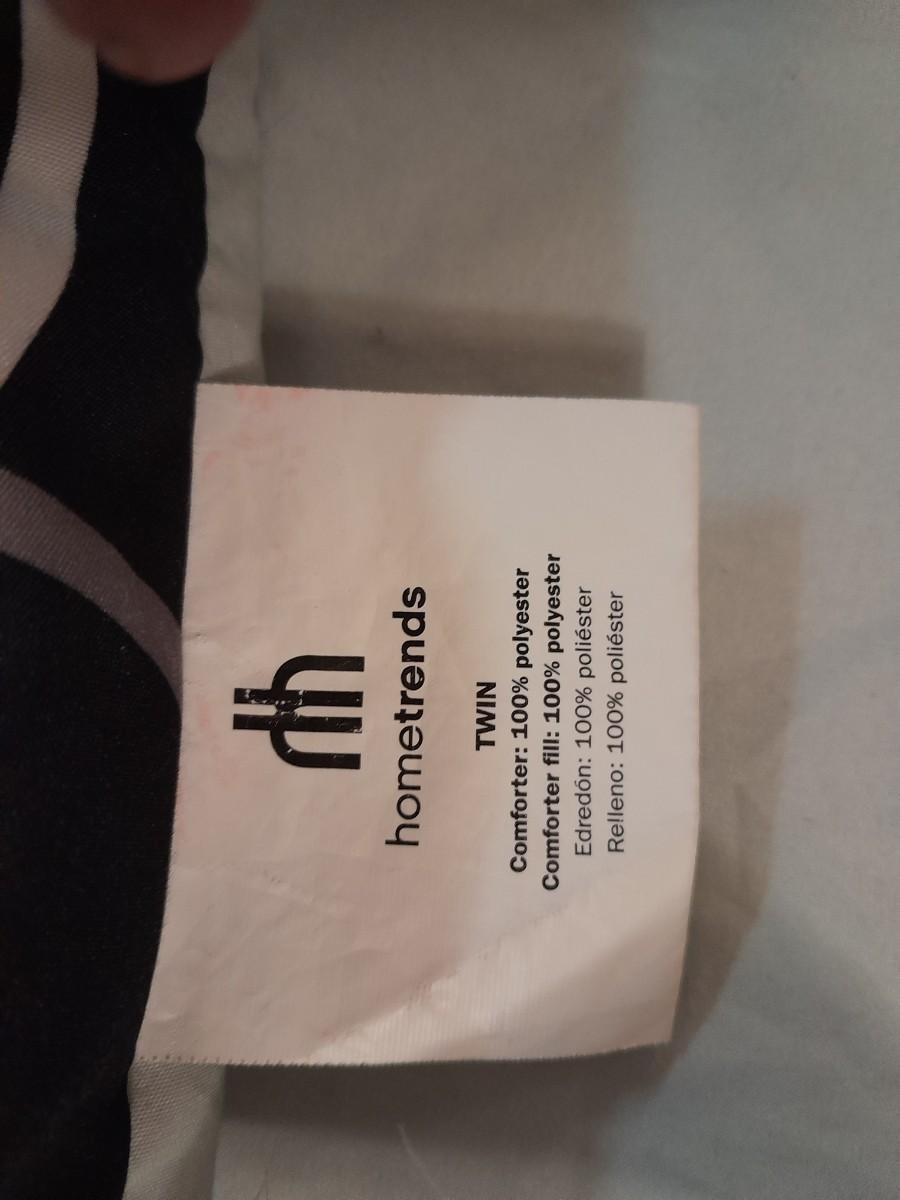 hometrends
TWIN
Comforter: 100% polyester
Comforter fill: 100% polyester
Edredón: 100% poliéster
Relleno: 100% poliéster